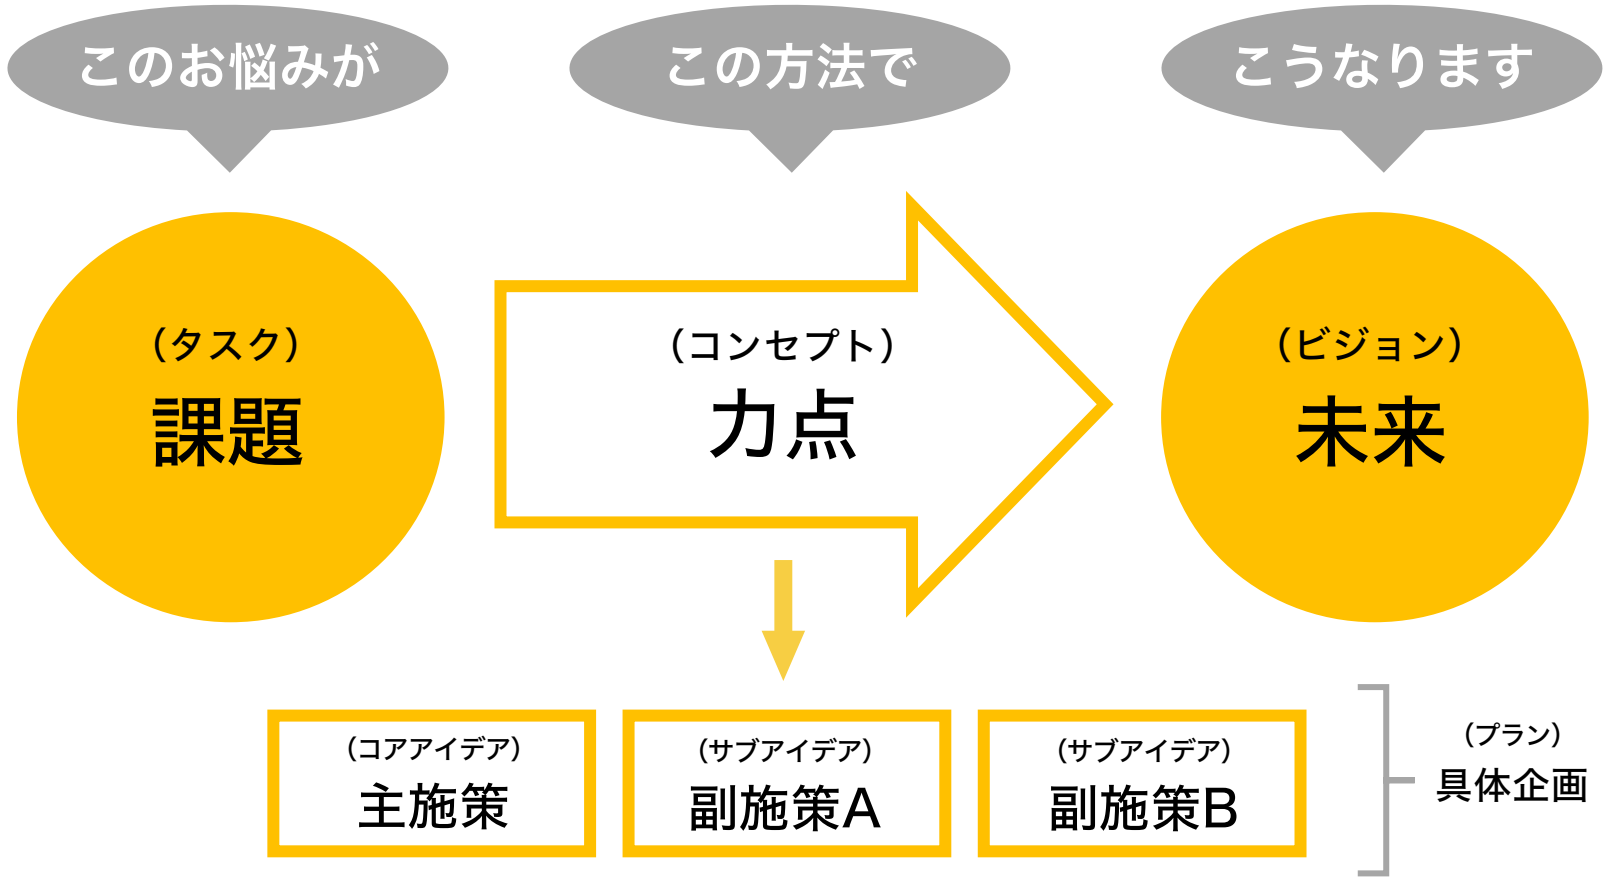 このお悩みが
この方法で
こうなります
（タスク）
課題
（コンセプト）
力点
（ビジョン）
未来
（コアアイデア）
主施策
（サブアイデア）
副施策A
（サブアイデア）
副施策B
（プラン）
具体企画